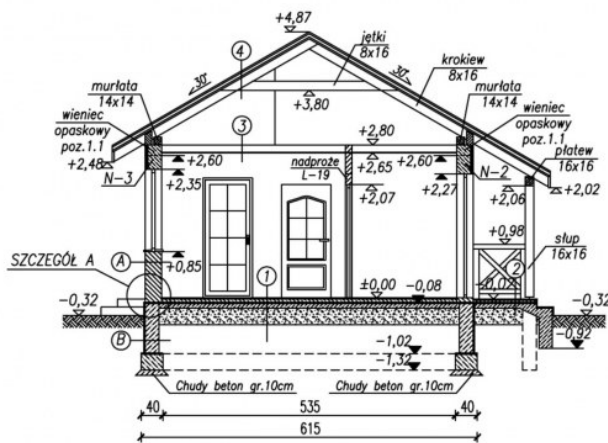 +4,87
jętki
8x16
30°
30°
krokiew
8x16
4
murłata
14x14
+3,80
murłata
14x14
wieniec
opaskowy
poz.1.1
wieniec
opaskowy
poz.1.1
3
+2,80
płatew
16x16
+2,48
+2,60
nadproże
L-19
+2,65
+2,60
N-3
+2,35
N-2
+2,07
+2,27
+2,06
+2,02
+0,98
słup
16x16
SZCZEGÓŁ A
A
+0,85
1
±0,00
-0,08
-0,02
2
-0,32
-0,32
B
-1,02
-0,92
-1,32
Chudy beton gr.10cm
Chudy beton gr.10cm
40
535
40
615